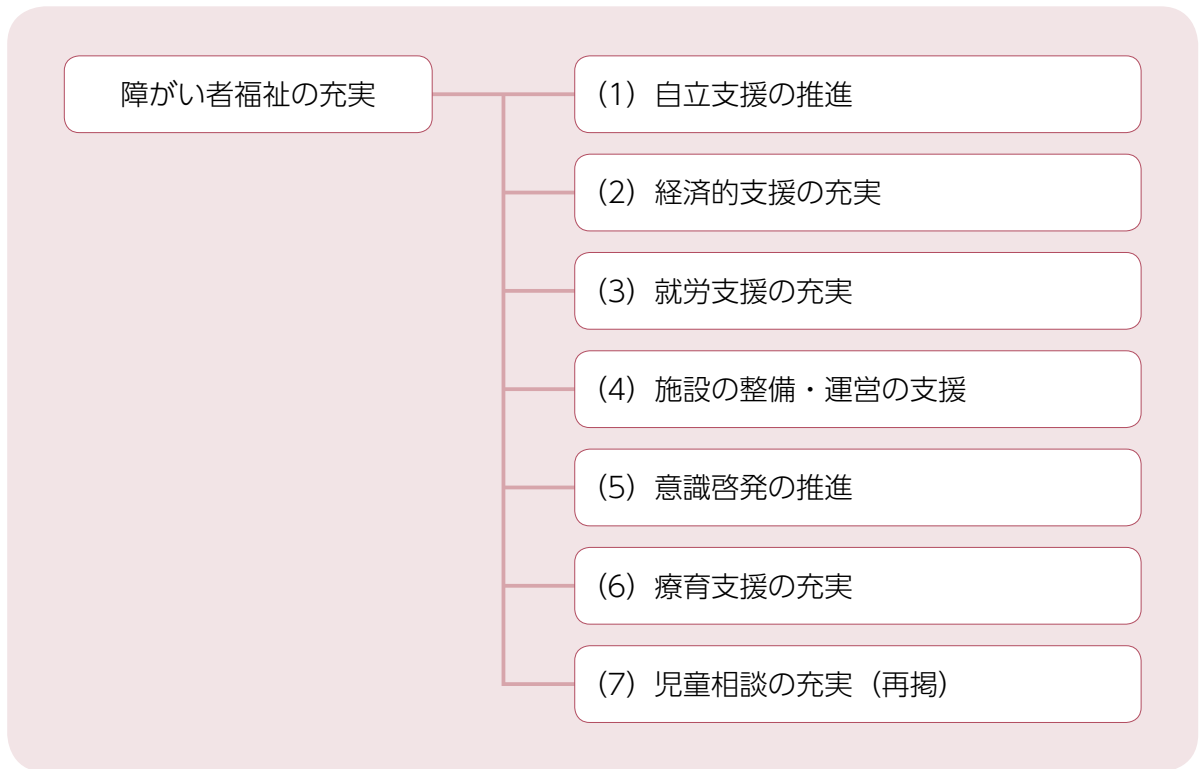 障がい者福祉の充実
（1）自立支援の推進
（2）経済的支援の充実
（3）就労支援の充実
（4）施設の整備・運営の支援
（5）意識啓発の推進
（6）療育支援の充実
（7）児童相談の充実（再掲）